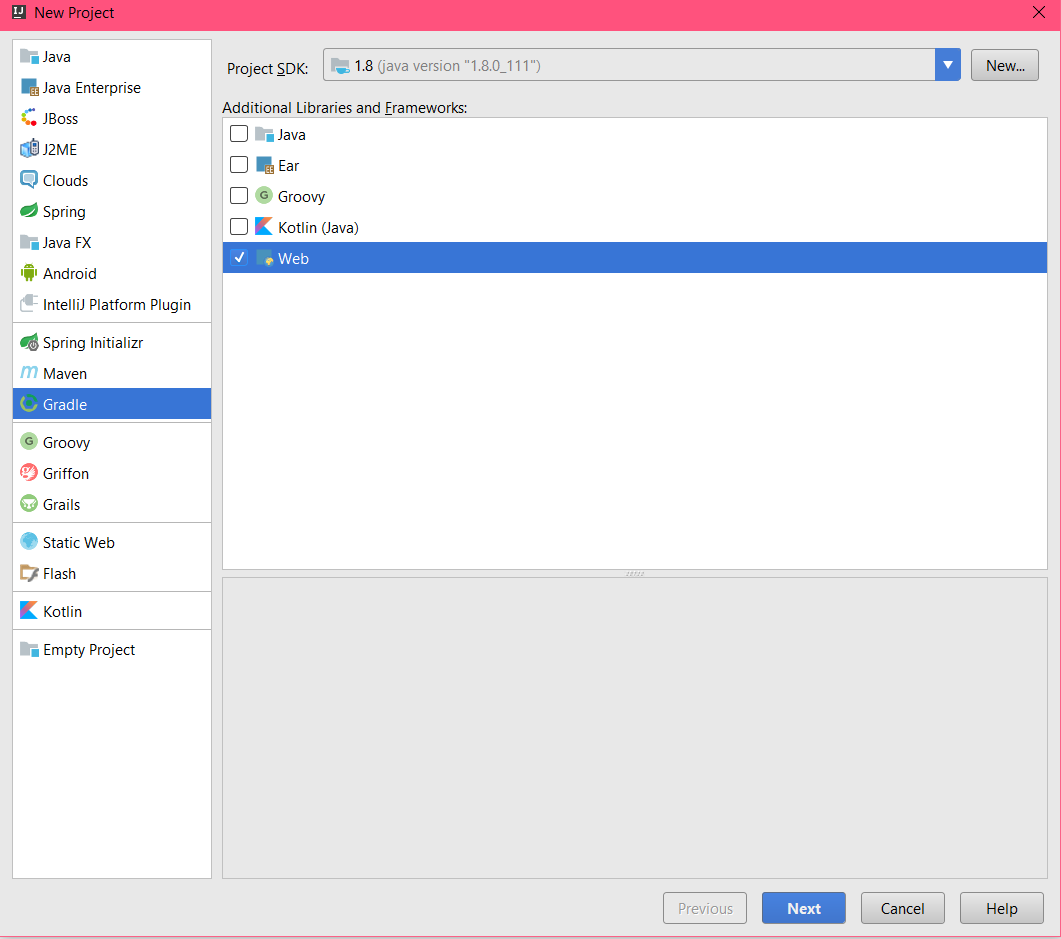 New Project
Java
Java Enterprise
JBoss
J2ME
Clouds
Spring
Java FX
Android
IntelliJ Platform Plugin
Spring Initializr
Maven
Gradle
Groovy
Griffon
Grails
Static Web
Flash
Kotlin
Empty Project
Project SDK: 1.8 (java version "1.8.0_111") New...
Additional Libraries and Frameworks:
Java
Ear
Groovy
Kotlin (Java)
Web
Previous Next Cancel Help